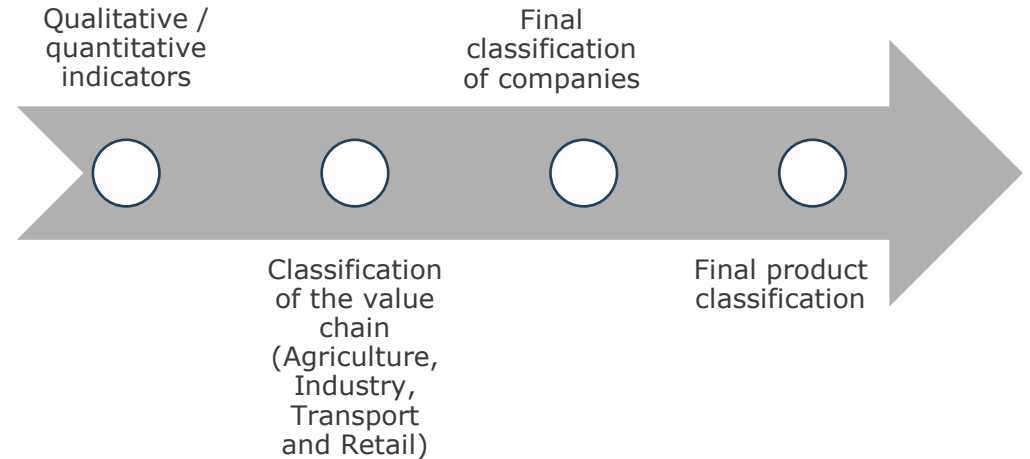 Qualitative /
quantitative
indicators
Classification
of the value
chain
(Agriculture,
Industry,
Transport
and Retail)
Final
classification
of companies
Final product
classification